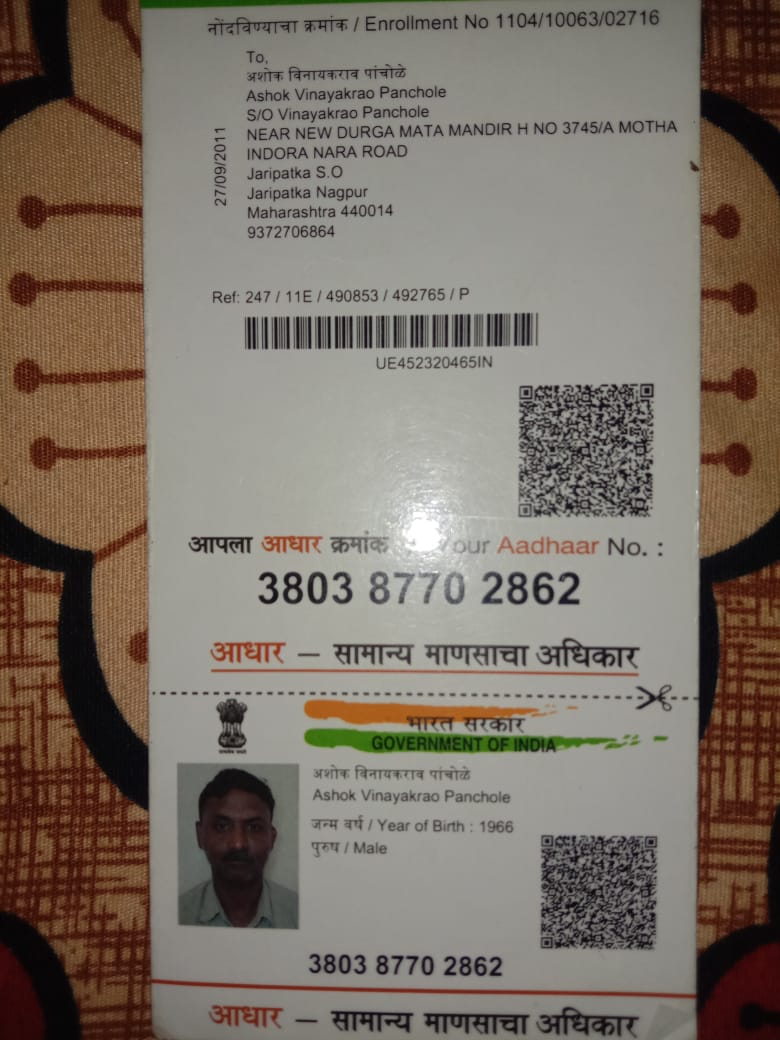 नोंदविण्याचा क्रमांक / Enrollment No 1104/10063/02716
To,
अशोक विनायकराव पांचोळे
Ashok Vinayakrao Panchole
S/O Vinayakrao Panchole
NEAR NEW DURGA MATA MANDIR H NO 3745/A MOTHA
INDORA NARA ROAD
Jaripatka S.O
Jaripatka Nagpur
Maharashtra 440014
9372706864
27/09/2011
Ref: 247 / 11E / 490853 / 492765 / P
UE452320465IN
आपला आधार क्रमांक / Your Aadhaar No. :
3803 8770 2862
आधार – सामान्य माणसाचा अधिकार
भारत सरकार
GOVERNMENT OF INDIA
अशोक विनायकराव पांचोळे
Ashok Vinayakrao Panchole
जन्म वर्ष / Year of Birth : 1966
पुरुष / Male
3803 8770 2862
आधार – सामान्य माणसाचा अधिकार